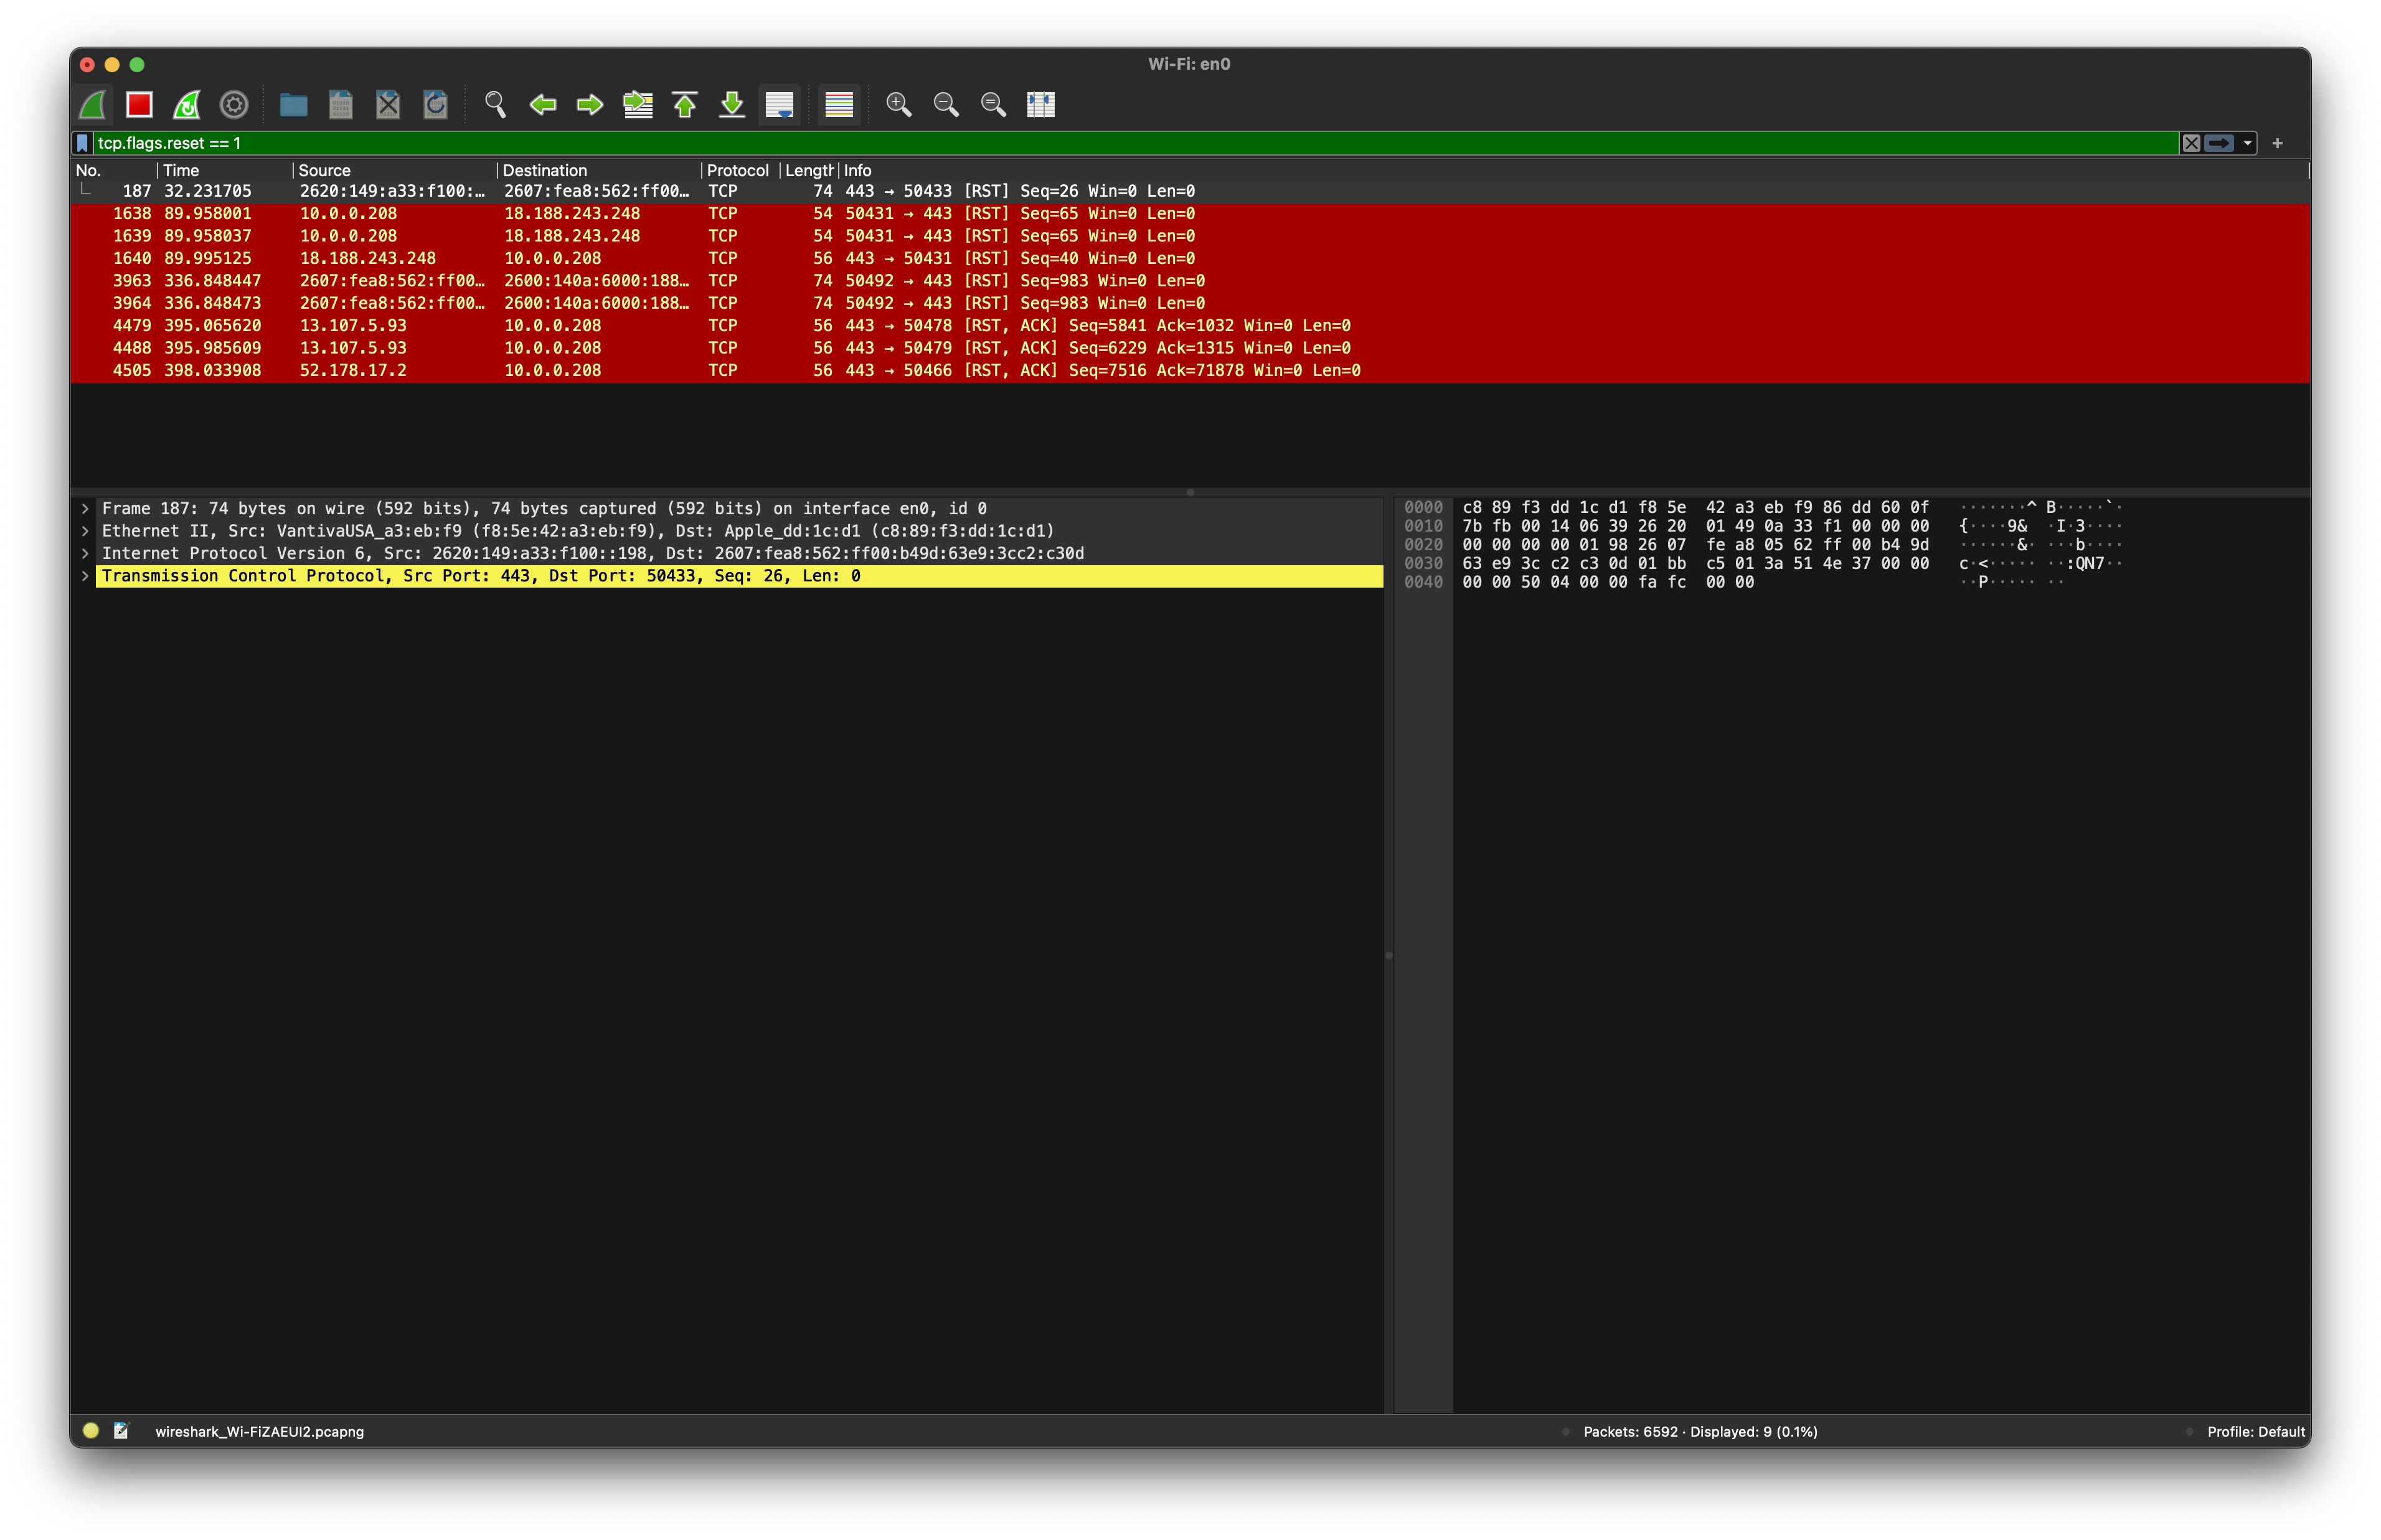 Wi-Fi: en0
tcp.flags.reset == 1
No. Time Source Destination Protocol Length Info
187 32.231705 2620:149:a33:f100:… 2607:fea8:562:ff00… TCP 74 443 → 50433 [RST] Seq=26 Win=0 Len=0
1638 89.958001 10.0.0.208 18.188.243.248 TCP 54 50431 → 443 [RST] Seq=65 Win=0 Len=0
1639 89.958037 10.0.0.208 18.188.243.248 TCP 54 50431 → 443 [RST] Seq=65 Win=0 Len=0
1640 89.995125 18.188.243.248 10.0.0.208 TCP 56 443 → 50431 [RST] Seq=40 Win=0 Len=0
3963 336.848447 2607:fea8:562:ff00… 2600:140a:6000:188… TCP 74 50492 → 443 [RST] Seq=983 Win=0 Len=0
3964 336.848473 2607:fea8:562:ff00… 2600:140a:6000:188… TCP 74 50492 → 443 [RST] Seq=983 Win=0 Len=0
4479 395.065620 13.107.5.93 10.0.0.208 TCP 56 443 → 50478 [RST, ACK] Seq=5841 Ack=1032 Win=0 Len=0
4488 395.985609 13.107.5.93 10.0.0.208 TCP 56 443 → 50479 [RST, ACK] Seq=6229 Ack=1315 Win=0 Len=0
4505 398.033908 52.178.17.2 10.0.0.208 TCP 56 443 → 50466 [RST, ACK] Seq=7516 Ack=71878 Win=0 Len=0
Frame 187: 74 bytes on wire (592 bits), 74 bytes captured (592 bits) on interface en0, id 0
Ethernet II, Src: VantivaUSA_a3:eb:f9 (f8:5e:42:a3:eb:f9), Dst: Apple_dd:1c:d1 (c8:89:f3:dd:1c:d1)
Internet Protocol Version 6, Src: 2620:149:a33:f100::198, Dst: 2607:fea8:562:ff00:b49d:63e9:3cc2:c30d
Transmission Control Protocol, Src Port: 443, Dst Port: 50433, Seq: 26, Len: 0
0000 c8 89 f3 dd 1c d1 f8 5e 42 a3 eb f9 86 dd 60 0f ·······^ B·····`·
0010 7b fb 00 14 06 39 26 20 01 49 0a 33 f1 00 00 00 {····9& ·I·3····
0020 00 00 00 00 01 98 26 07 fe a8 05 62 ff 00 b4 9d ······&· ···b····
0030 63 e9 3c c2 c3 0d 01 bb c5 01 3a 51 4e 37 00 00 c·<····· ··:QN7··
0040 00 00 50 04 00 00 fa fc 00 00 ··P····· ··
wireshark_Wi-FiZAEUI2.pcapng
Packets: 6592 · Displayed: 9 (0.1%)
Profile: Default